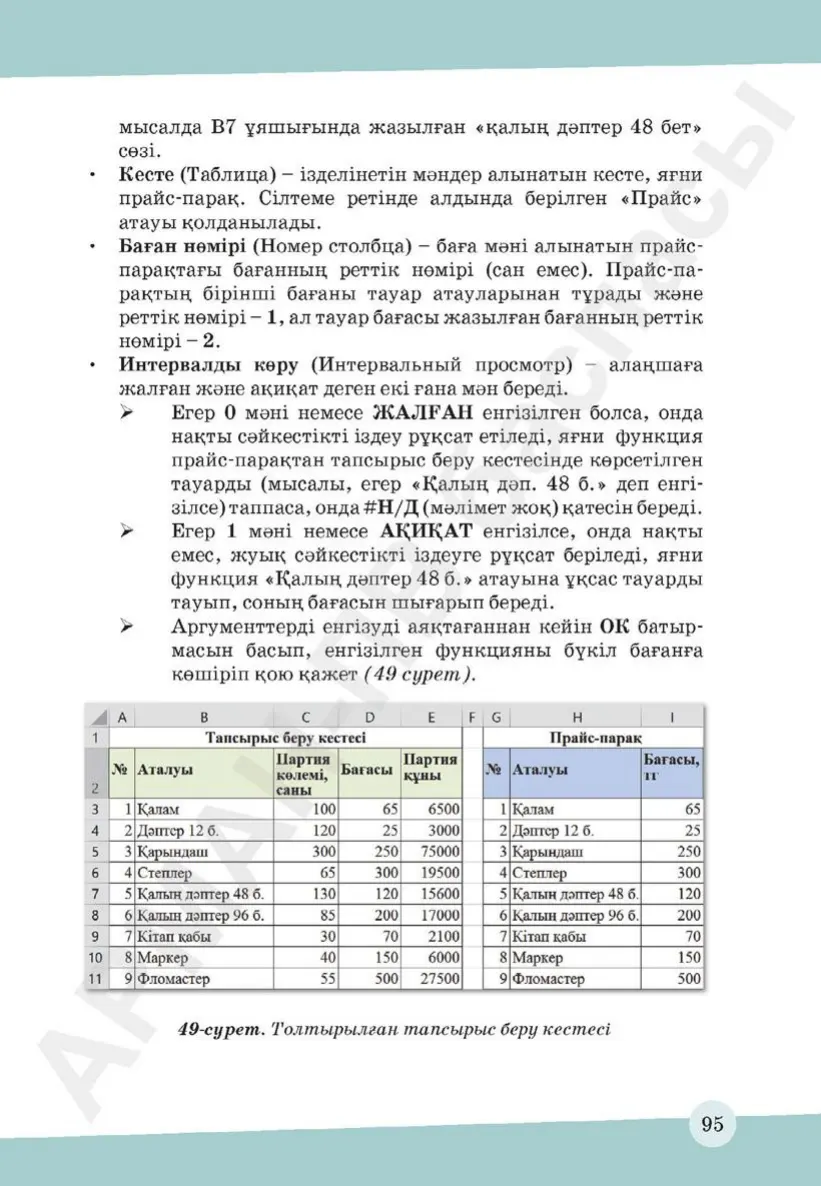 мысалда В7 ұяшығында жазылған «қалың дәптер 48 бет»
сөзі.
• Кесте (Таблица) – ізделінетін мәндер алынатын кесте, яғни
прайс-парақ. Сілтеме ретінде алдында берілген «Прайс»
атауы қолданылады.
• Баған нөмірі (Номер столбца) – баға мәні алынатын прайс-
парақтағы бағанның реттік нөмірі (сан емес). Прайс-па-
рақтың бірінші бағаны тауар атауларынан тұрады және
реттік нөмірі – 1, ал тауар бағасы жазылған бағанның реттік
нөмірі – 2.
• Интервалды көру (Интервальный просмотр) – алаңшаға
жалған және ақиқат деген екі ғана мән береді.
➢ Егер 0 мәні немесе ЖАЛҒАН енгізілген болса, онда
нақты сәйкестікті іздеу рұқсат етіледі, яғни функция
прайс-парақтан тапсырыс беру кестесінде көрсетілген
тауарды (мысалы, егер «Қалың дәп. 48 б.» деп енгі-
зілсе) таппаса, онда #Н/Д (мәлімет жоқ) қатесін береді.
➢ Егер 1 мәні немесе АҚИҚАТ енгізілсе, онда нақты
емес, жуық сәйкестікті іздеуге рұқсат беріледі, яғни
функция «Қалың дәптер 48 б.» атауына ұқсас тауарды
тауып, соның бағасын шығарып береді.
➢ Аргументтерді енгізуді аяқтағаннан кейін ОК батыр-
масын басып, енгізілген функцияны бүкіл бағанға
көшіріп қою қажет (49 сурет).
A B C D E F G H I
1 Тапсырыс беру кестесі Прайс-парақ
2 № Аталуы Партия көлемі, саны Бағасы Партия құны № Аталуы Бағасы, тг
3 1 Қалам 100 65 6500 1 Қалам 65
4 2 Дәптер 12 б. 120 25 3000 2 Дәптер 12 б. 25
5 3 Қарындаш 300 250 75000 3 Қарындаш 250
6 4 Степлер 65 300 19500 4 Степлер 300
7 5 Қалың дәптер 48 б. 130 120 15600 5 Қалың дәптер 48 б. 120
8 6 Қалың дәптер 96 б. 85 200 17000 6 Қалың дәптер 96 б. 200
9 7 Кітап қабы 30 70 2100 7 Кітап қабы 70
10 8 Маркер 40 150 6000 8 Маркер 150
11 9 Фломастер 55 500 27500 9 Фломастер 500
49-сурет. Толтырылған тапсырыс беру кестесі
95
АРМАН-ПВ баспасы